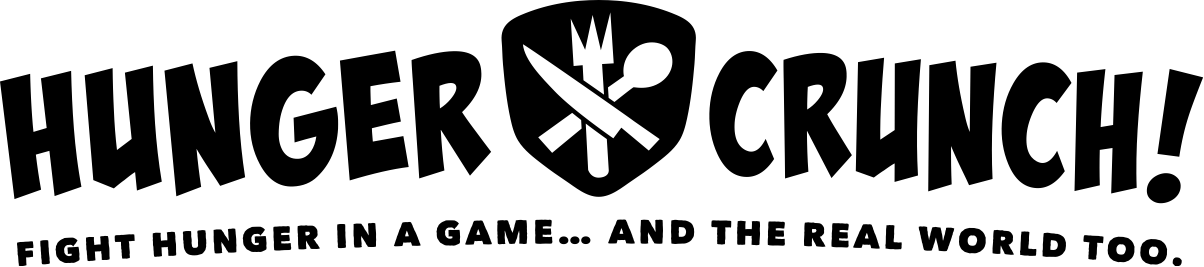 HUNGER CRUNCH!
FIGHT HUNGER IN A GAME... AND THE REAL WORLD TOO.